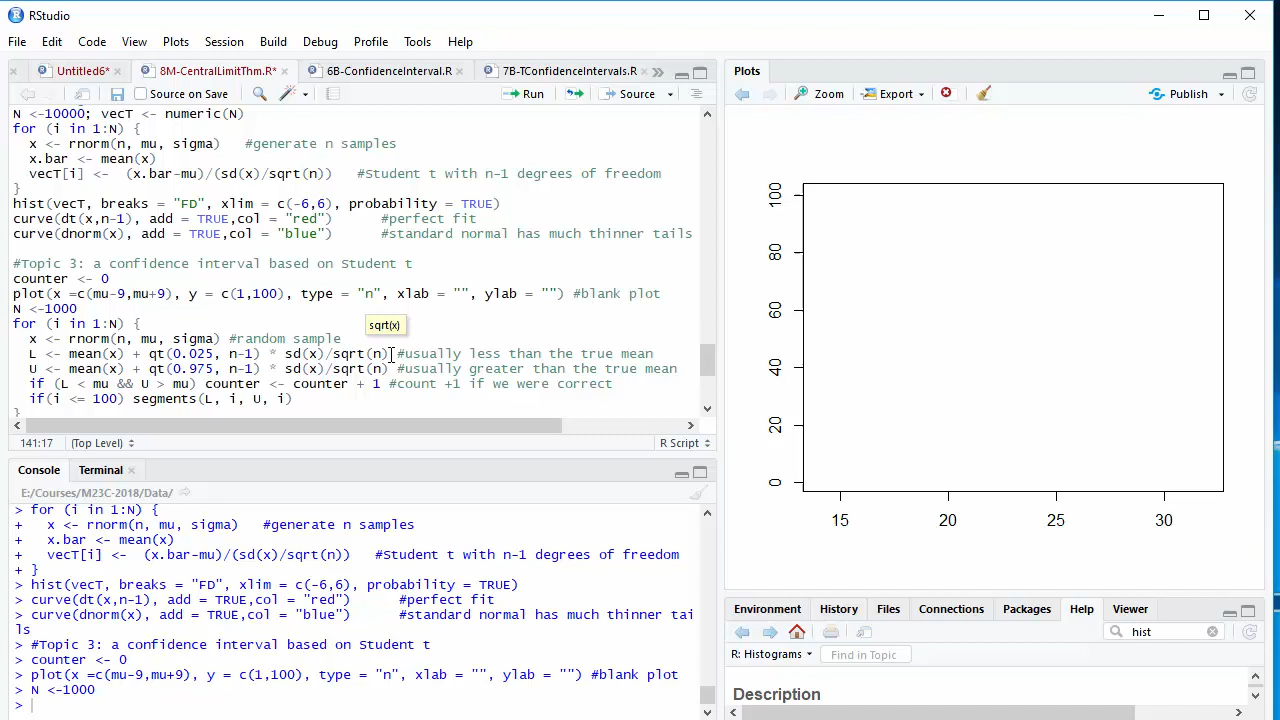 RStudio
File Edit Code View Plots Session Build Debug Profile Tools Help
Untitled6* 8M-CentralLimitThm.R* 6B-ConfidenceInterval.R 7B-TConfidenceIntervals.R
Source on Save Run Source
N <-10000; vecT <- numeric(N)
for (i in 1:N) {
x <- rnorm(n, mu, sigma) #generate n samples
x.bar <- mean(x)
vecT[i] <- (x.bar-mu)/(sd(x)/sqrt(n)) #Student t with n-1 degrees of freedom
}
hist(vecT, breaks = "FD", xlim = c(-6,6), probability = TRUE)
curve(dt(x,n-1), add = TRUE,col = "red") #perfect fit
curve(dnorm(x), add = TRUE,col = "blue") #standard normal has much thinner tails
#Topic 3: a confidence interval based on Student t
counter <- 0
plot(x =c(mu-9,mu+9), y = c(1,100), type = "n", xlab = "", ylab = "") #blank plot
N <-1000
for (i in 1:N) {
sqrt(x)
x <- rnorm(n, mu, sigma) #random sample
L <- mean(x) + qt(0.025, n-1) * sd(x)/sqrt(n) #usually less than the true mean
U <- mean(x) + qt(0.975, n-1) * sd(x)/sqrt(n) #usually greater than the true mean
if (L < mu && U > mu) counter <- counter + 1 #count +1 if we were correct
if(i <= 100) segments(L, i, U, i)
}
141:17 (Top Level) R Script
Console Terminal
E:/Courses/M23C-2018/Data/
> for (i in 1:N) {
+ x <- rnorm(n, mu, sigma) #generate n samples
+ x.bar <- mean(x)
+ vecT[i] <- (x.bar-mu)/(sd(x)/sqrt(n)) #Student t with n-1 degrees of freedom
+ }
> hist(vecT, breaks = "FD", xlim = c(-6,6), probability = TRUE)
> curve(dt(x,n-1), add = TRUE,col = "red") #perfect fit
> curve(dnorm(x), add = TRUE,col = "blue") #standard normal has much thinner tai
ls
> #Topic 3: a confidence interval based on Student t
> counter <- 0
> plot(x =c(mu-9,mu+9), y = c(1,100), type = "n", xlab = "", ylab = "") #blank plot
> N <-1000
>
Plots
Zoom Export Publish
100
80
60
40
20
0
15 20 25 30
Environment History Files Connections Packages Help Viewer
hist
R: Histograms Find in Topic
Description